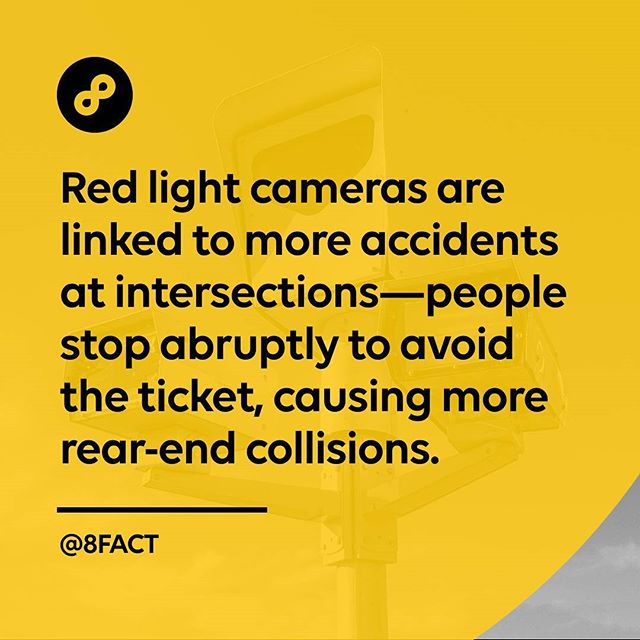 Red light cameras are
linked to more accidents
at intersections—people
stop abruptly to avoid
the ticket, causing more
rear-end collisions.
@8FACT